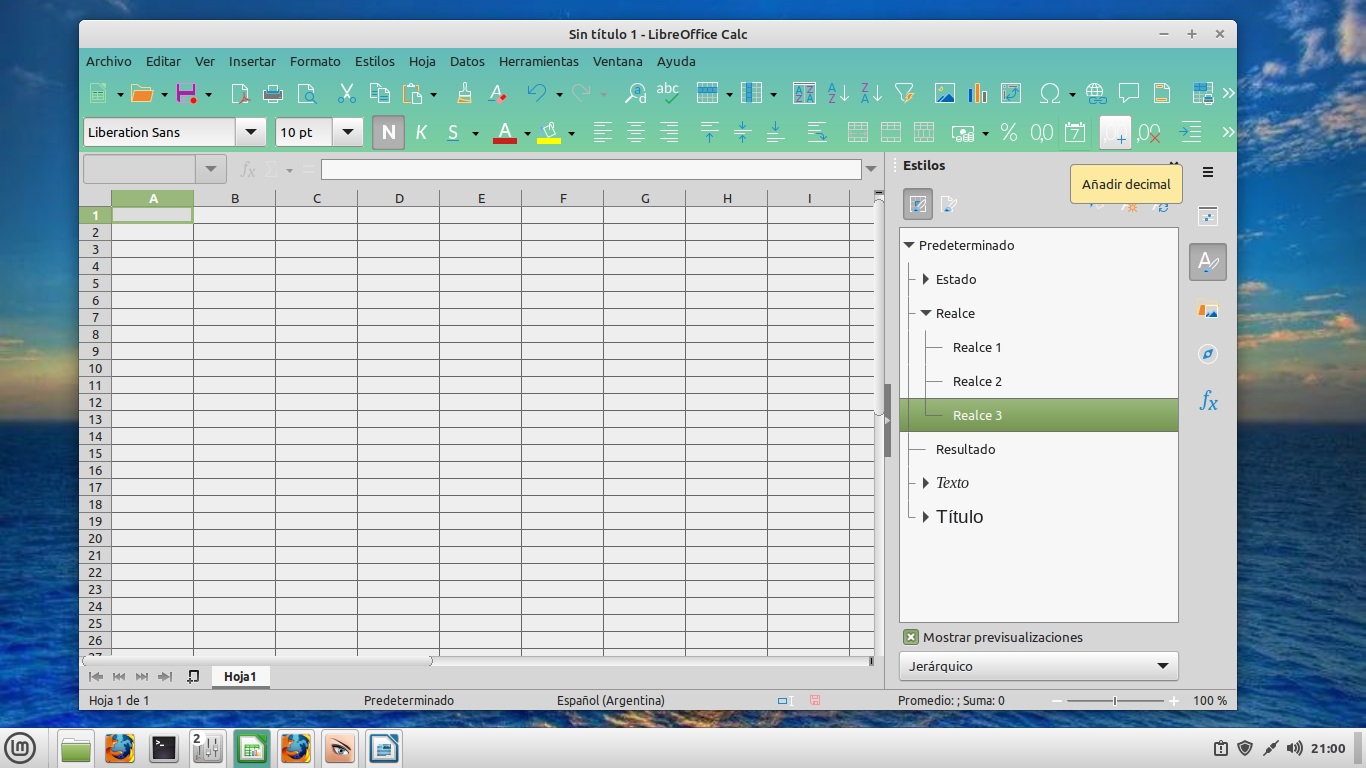 Sin título 1 - LibreOffice Calc
Archivo Editar Ver Insertar Formato Estilos Hoja Datos Herramientas Ventana Ayuda
Liberation Sans 10 pt N K S A % 0,0 7
Estilos
Añadir decimal
A B C D E F G H I
1
2
3
4
5
6
7
8
9
10
11
12
13
14
15
16
17
18
19
20
21
22
23
24
25
26
27
Predeterminado
Estado
Realce
Realce 1
Realce 2
Realce 3
Resultado
Texto
Título
Mostrar previsualizaciones
Jerárquico
Hoja1
Hoja 1 de 1 Predeterminado Español (Argentina) Promedio: ; Suma: 0 100 %
2 21:00